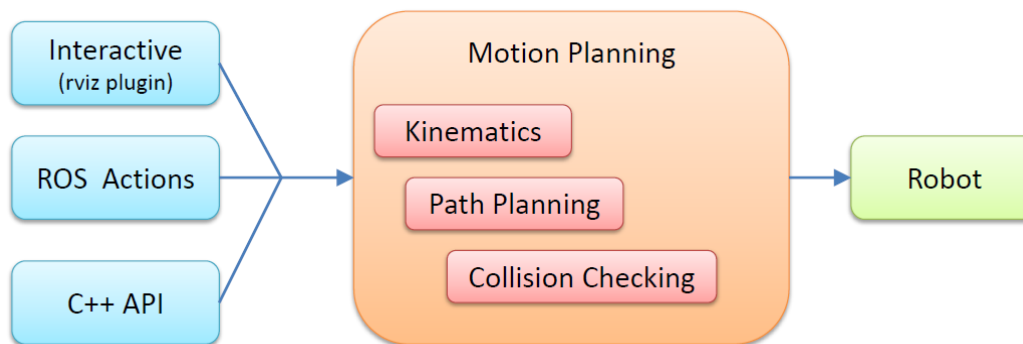 Interactive
(rviz plugin)
ROS Actions
C++ API
Motion Planning
Kinematics
Path Planning
Collision Checking
Robot